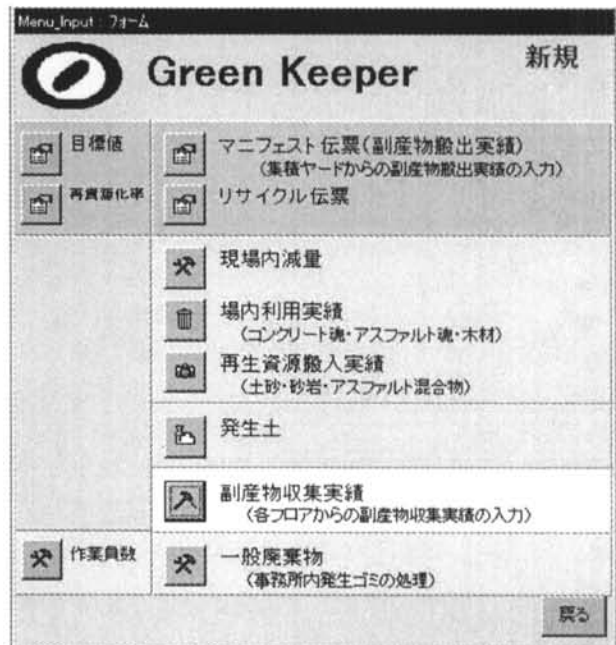 Menu_Input : フォーム
Green Keeper
新規
目標値
マニフェスト伝票(副産物搬出実績)
(集積ヤードからの副産物搬出実績の入力)
再資源化率
リサイクル伝票
現場内減量
場内利用実績
(コンクリート魂・アスファルト魂・木材)
再生資源搬入実績
(土砂・砂岩・アスファルト混合物)
発生土
副産物収集実績
(各フロアからの副産物収集実績の入力)
作業員数
一般廃棄物
(事務所内発生ゴミの処理)
戻る